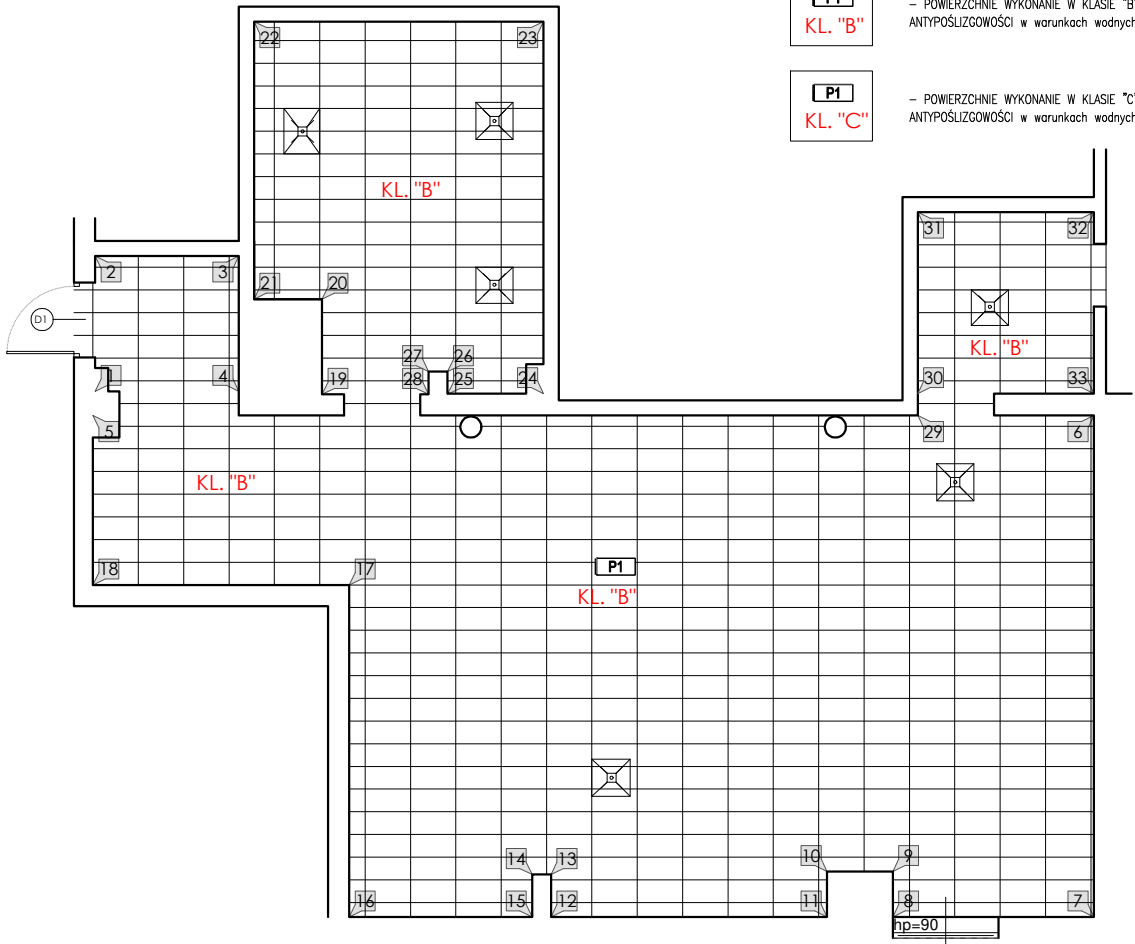 KL. "B"
– POWIERZCHNIE WYKONANIE W KLASIE "B"
ANTYPOŚLIZGOWOŚCI w warunkach wodnych
P1
KL. "C"
– POWIERZCHNIE WYKONANIE W KLASIE "C"
ANTYPOŚLIZGOWOŚCI w warunkach wodnych
22
23
KL. "B"
31
32
2
3
21
20
D1
KL. "B"
27
26
1
4
19
28
25
24
30
33
5
29
6
KL. "B"
18
17
P1
KL. "B"
14
13
10
9
16
15
12
11
8
7
hp=90